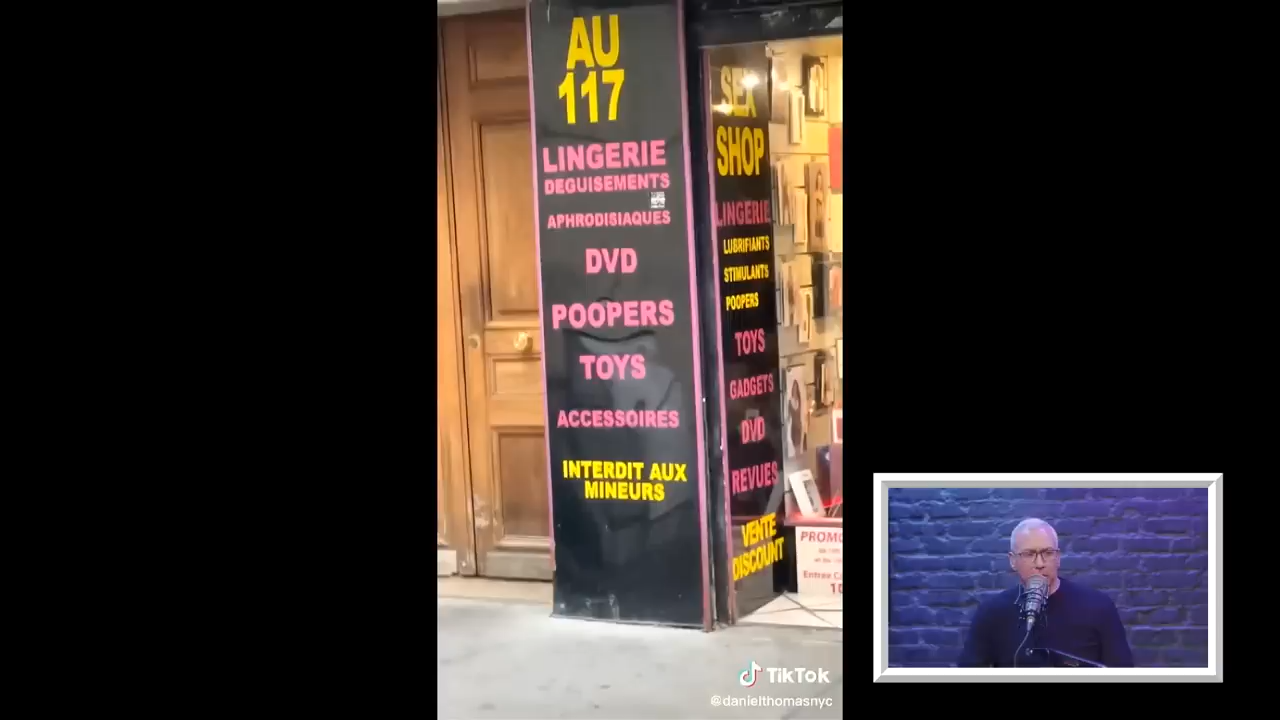 AU
117
LINGERIE
DEGUISEMENTS
APHRODISIAQUES
DVD
POOPERS
TOYS
ACCESSOIRES
INTERDIT AUX
MINEURS
SEX
SHOP
LINGERIE
LUBRIFIANTS
STIMULANTS
POOPERS
TOYS
GADGETS
DVD
REVUES
VENTE
DISCOUNT
PROMO
Entree
TikTok
@danielthomasnyc